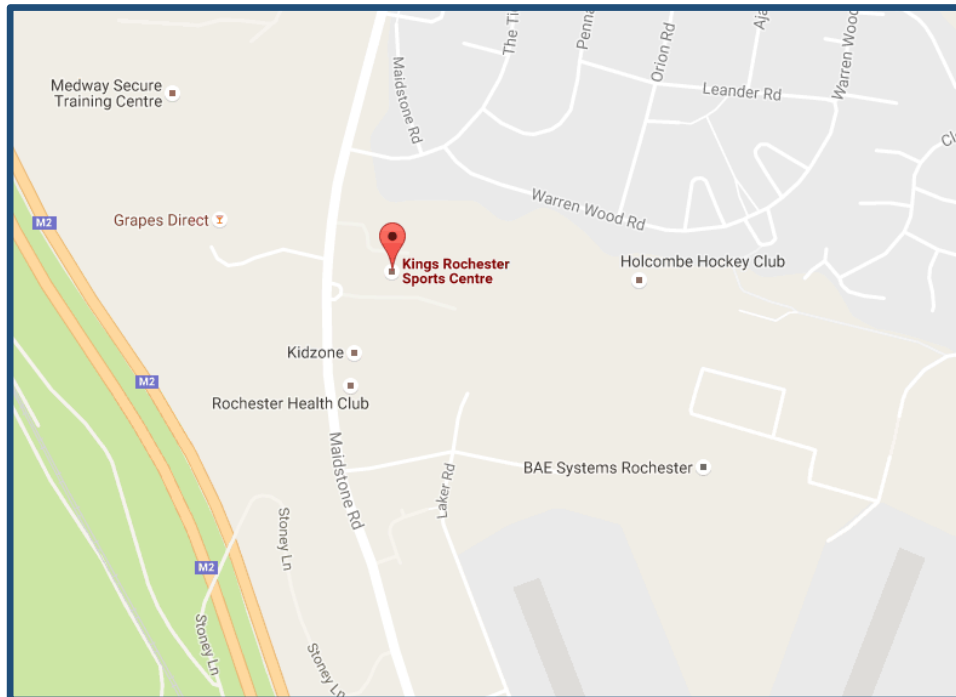 The Ti
Penna
Orion Rd
Aja
Warren Wood
Maidstone Rd
Leander Rd
Medway Secure
Training Centre
Cl
Warren Wood Rd
M2
Grapes Direct
Kings Rochester
Sports Centre
Holcombe Hockey Club
Kidzone
M2
Rochester Health Club
Maidstone Rd
BAE Systems Rochester
Laker Rd
Stoney Ln
M2
Stoney Ln
Stoney Ln